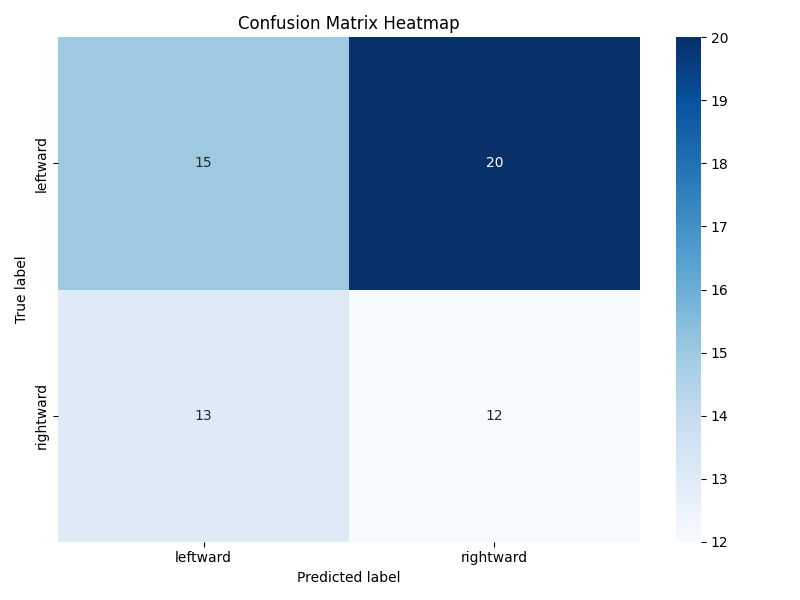 Confusion Matrix Heatmap
True label
leftward
rightward
15
20
13
12
leftward
rightward
Predicted label
20
19
18
17
16
15
14
13
12